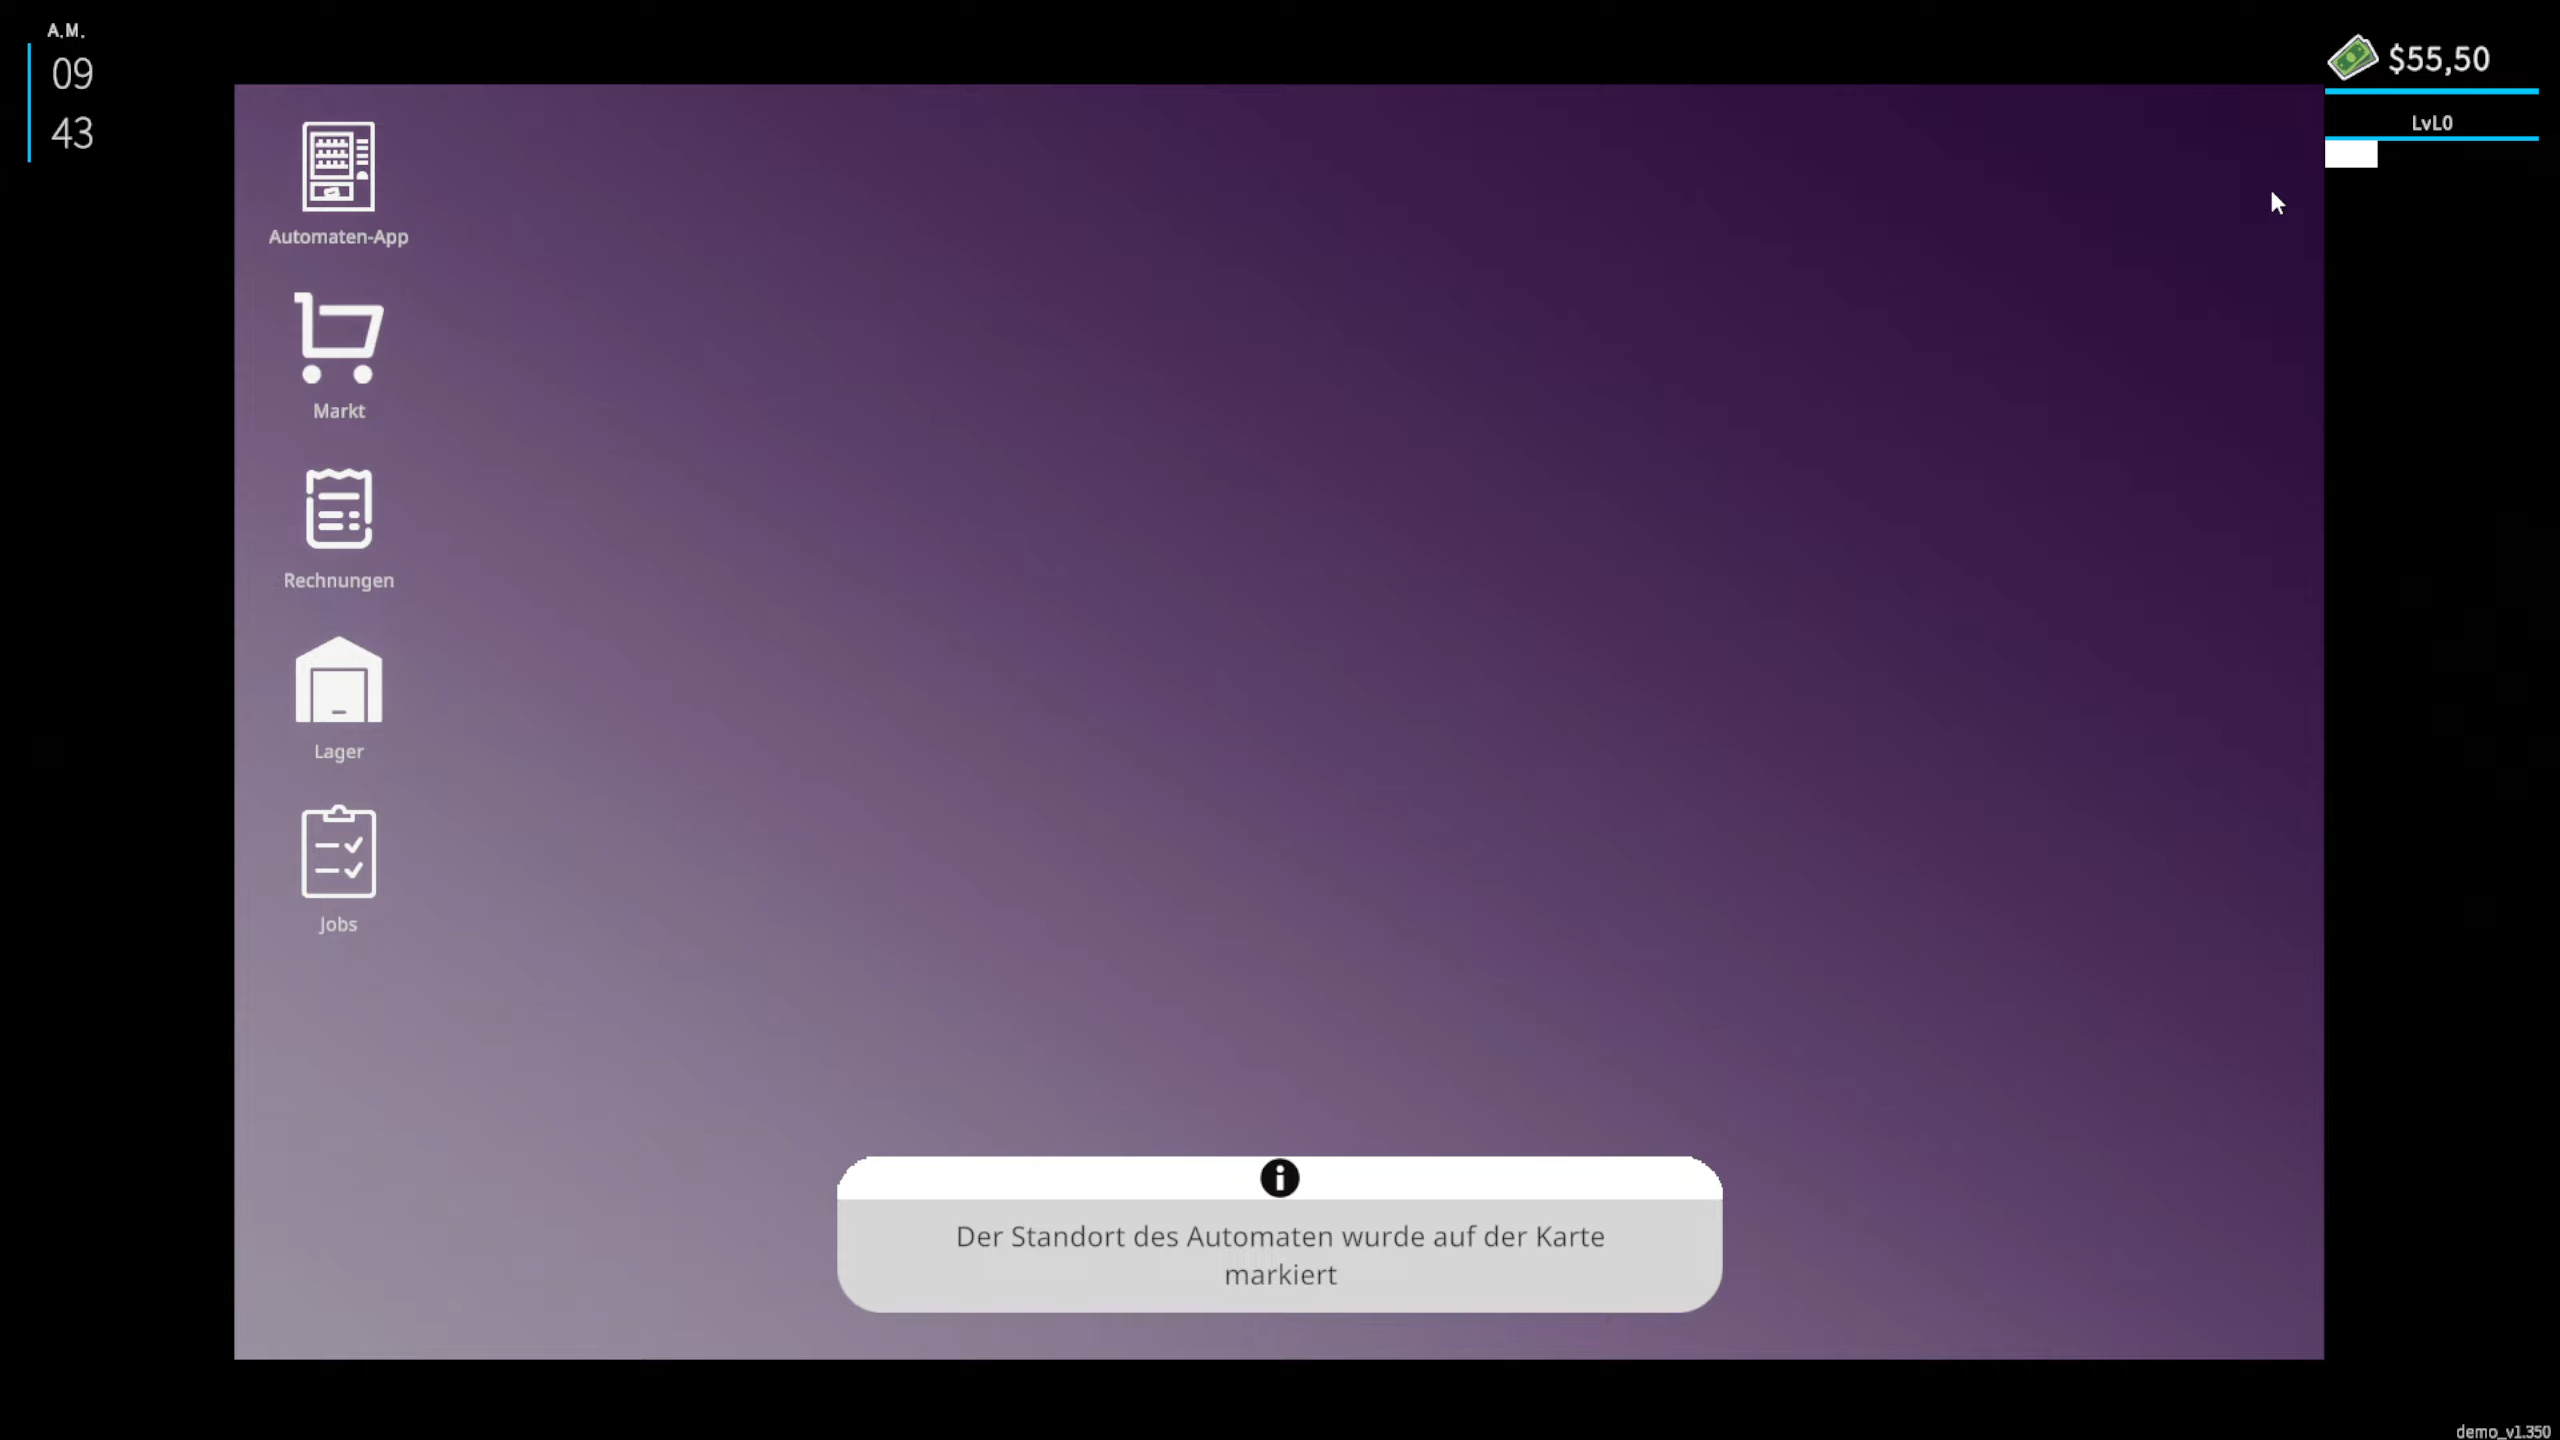 A.M.
09
43
$55,50
LvL0
Automaten-App
Markt
Rechnungen
Lager
Jobs
Der Standort des Automaten wurde auf der Karte
markiert
demo_v1.350